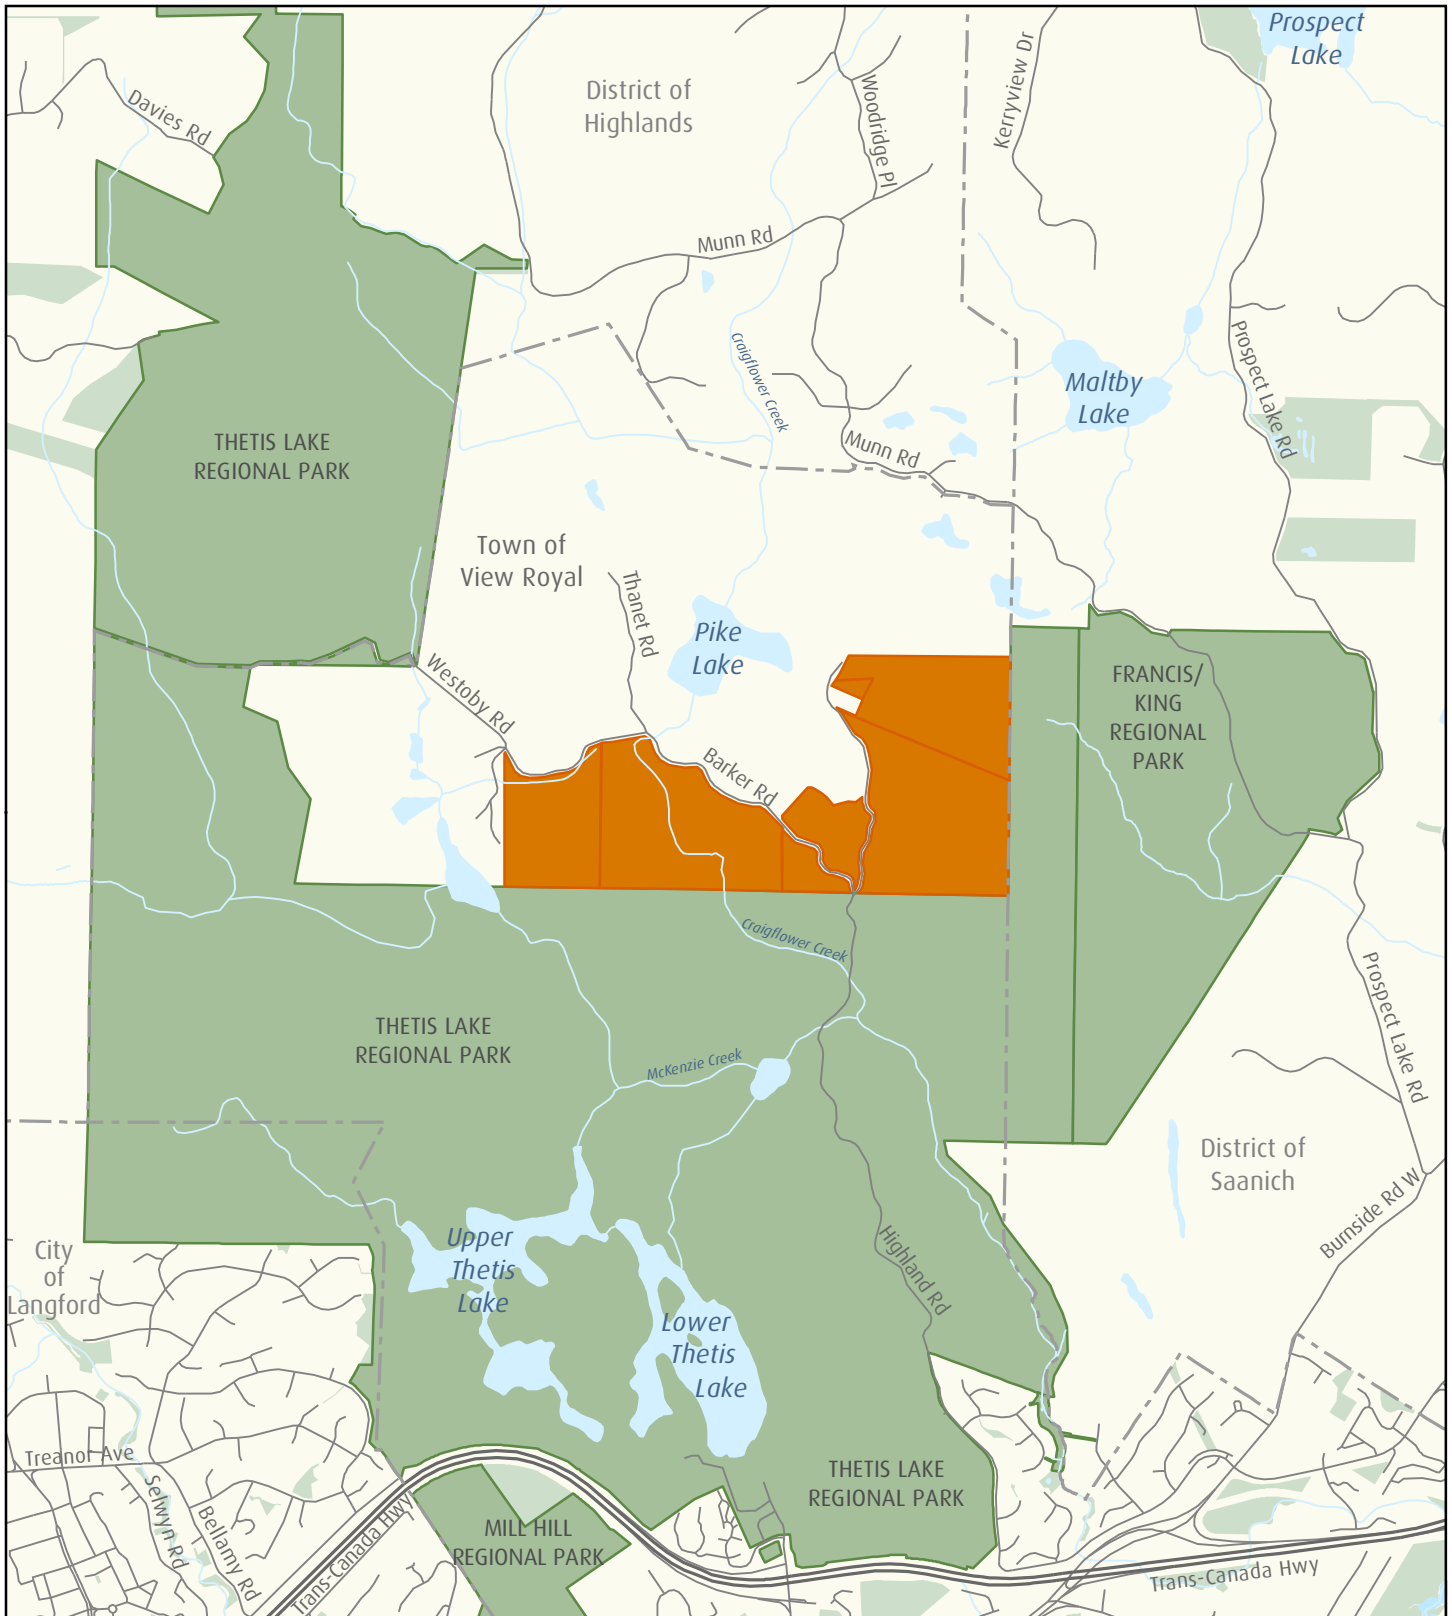 Prospect
Lake
District of
Highlands
Davies Rd
Woodridge Pl
Kerryview Dr
Munn Rd
Craigflower Creek
Prospect Lake Rd
Maltby
Lake
THETIS LAKE
REGIONAL PARK
Munn Rd
Town of
View Royal
Thanet Rd
Pike
Lake
Westoby Rd
FRANCIS/
KING
REGIONAL
PARK
Barker Rd
Craigflower Creek
Prospect Lake Rd
THETIS LAKE
REGIONAL PARK
McKenzie Creek
District of
Saanich
Burnside Rd W
City
of
Langford
Upper
Thetis
Lake
Highland Rd
Lower
Thetis
Lake
Treanor Ave
Selwyn Rd
Bellamy Rd
Trans-Canada Hwy
THETIS LAKE
REGIONAL PARK
MILL HILL
REGIONAL PARK
Trans-Canada Hwy